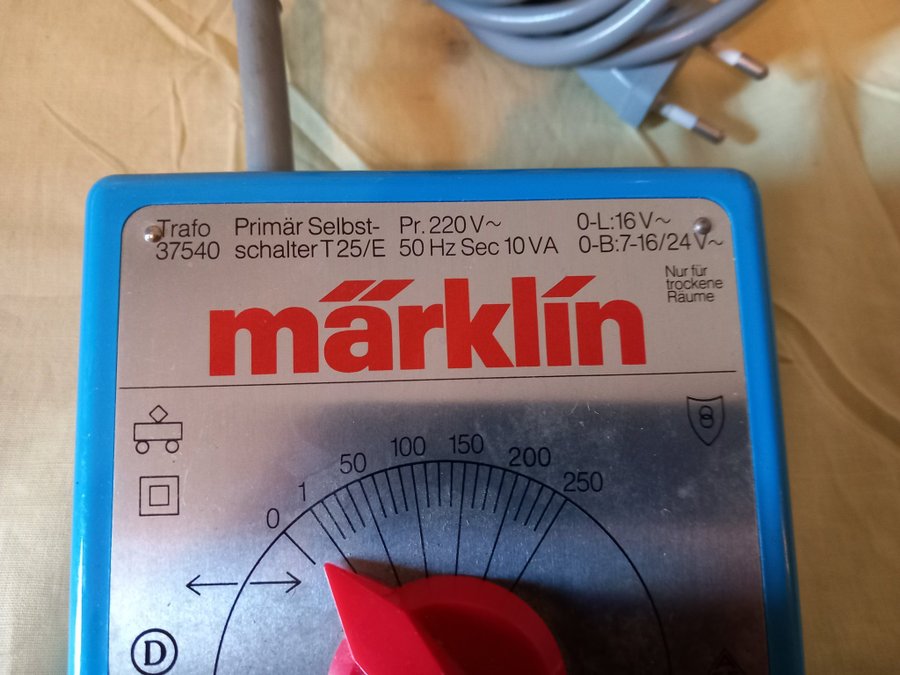 Trafo Primär Selbst- Pr. 220 V~ 0-L:16 V~
37540 schalter T 25/E 50 Hz Sec 10 VA 0-B:7-16/24 V~
Nur für
trockene
Räume
märklin
0 1 50 100 150 200 250
D